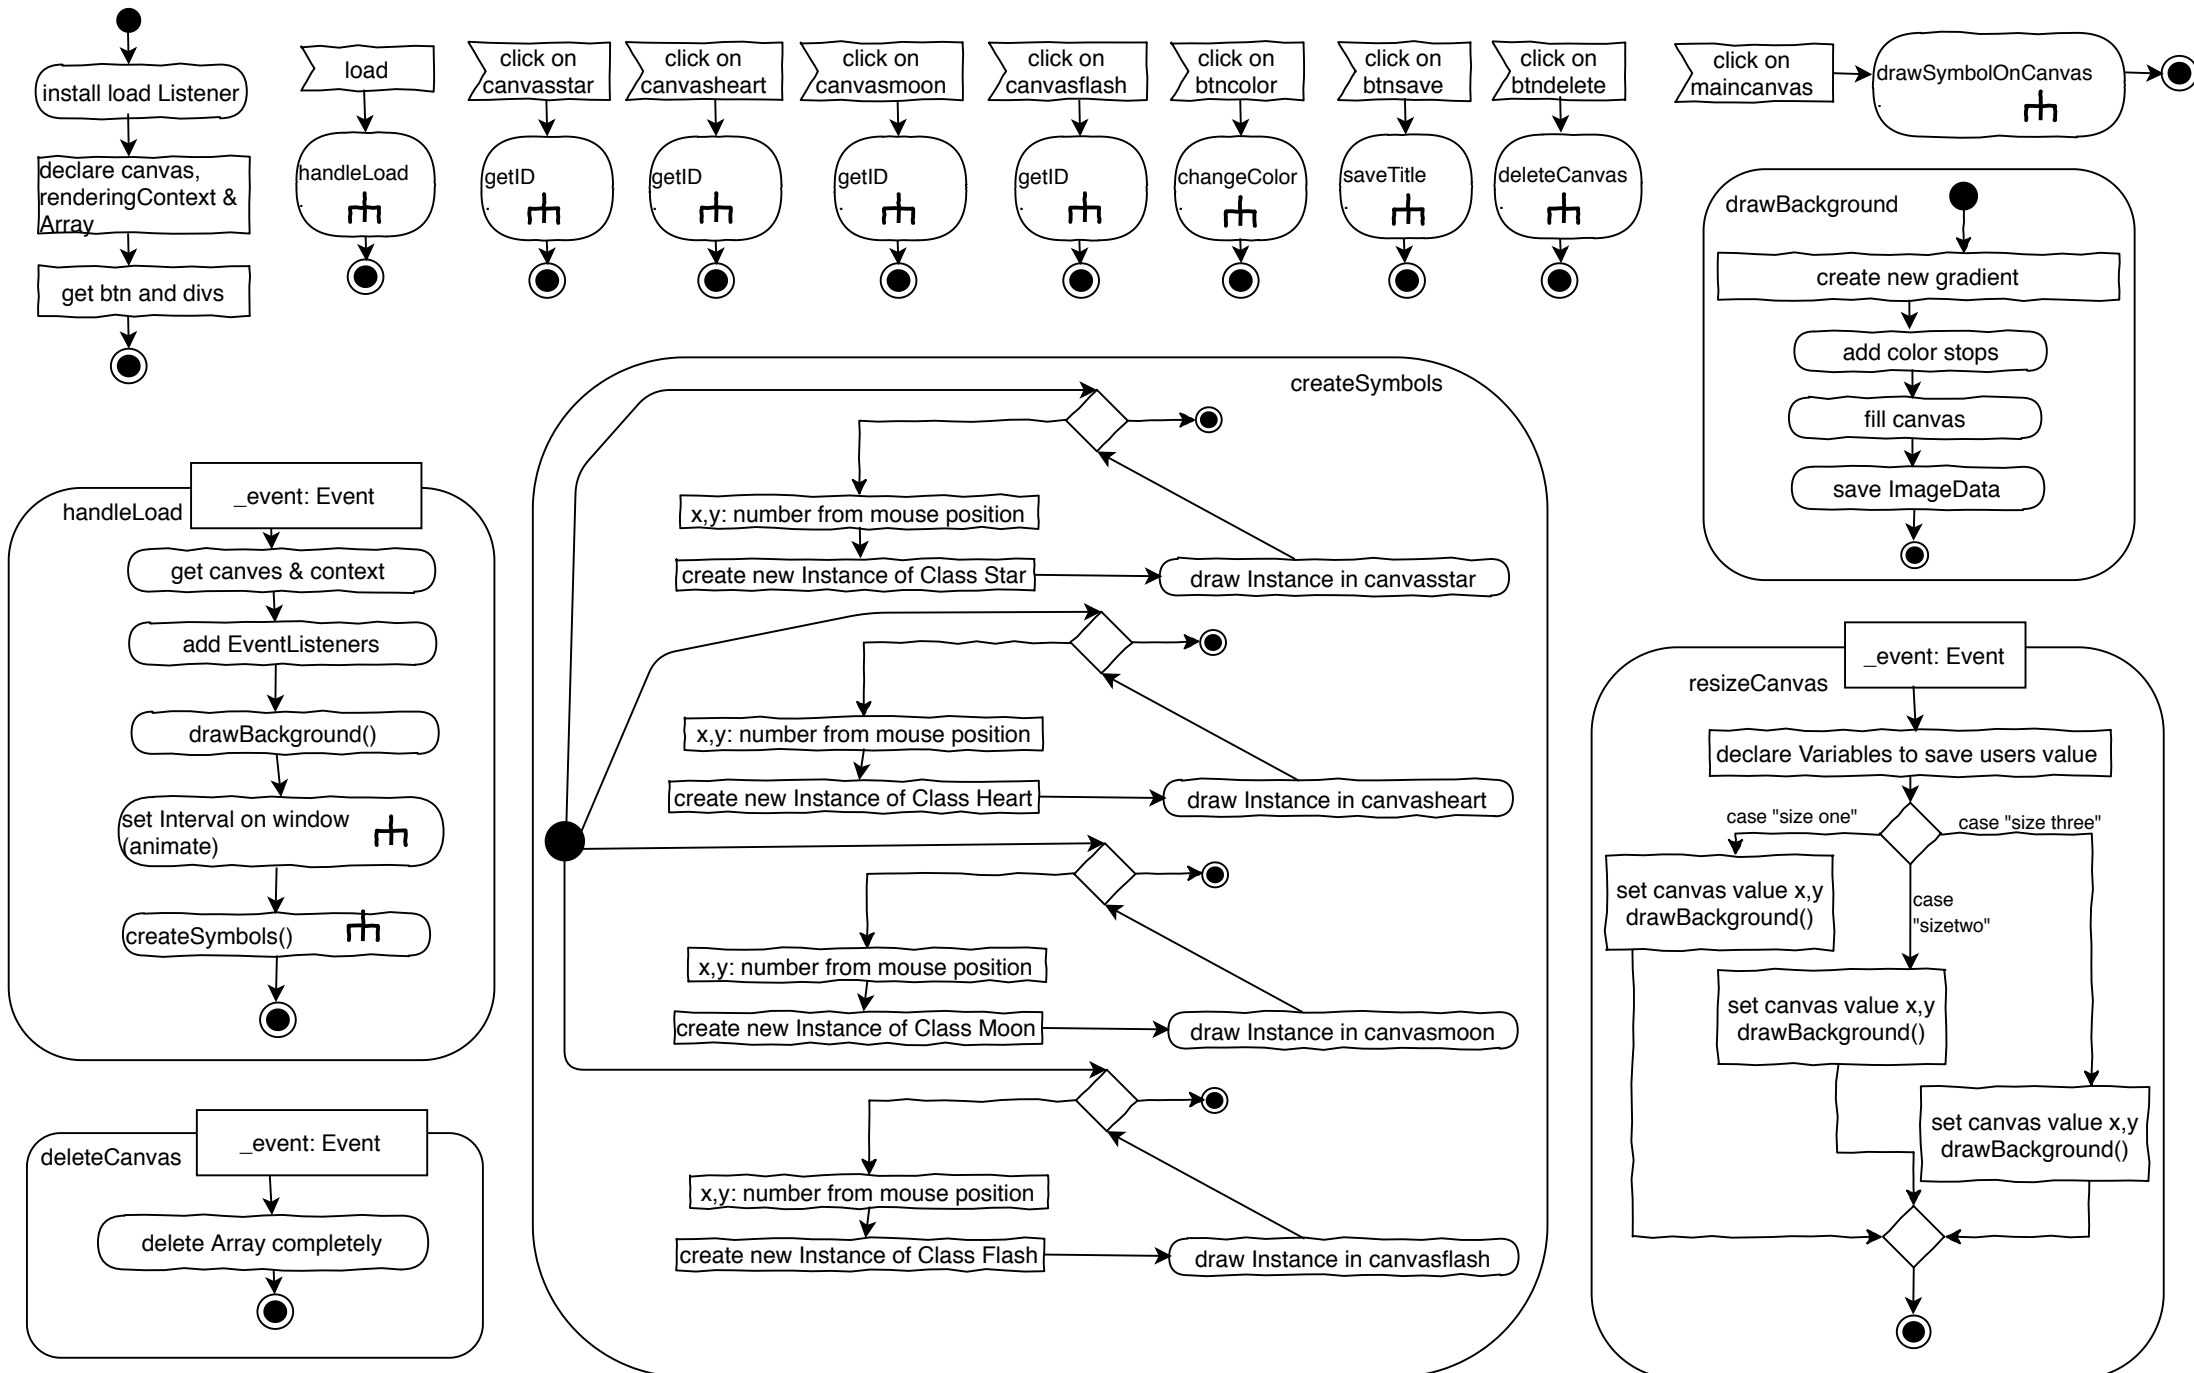 install load Listener
declare canvas,
renderingContext &
Array
get btn and divs
load
handleLoad
.
click on
canvasstar
getID
.
click on
canvasheart
getID
.
click on
canvasmoon
getID
.
click on
canvasflash
getID
.
click on
btncolor
changeColor
.
click on
btnsave
saveTitle
.
click on
btndelete
deleteCanvas
.
click on
maincanvas
drawSymbolOnCanvas
.
drawBackground
create new gradient
add color stops
fill canvas
save ImageData
handleLoad
_event: Event
get canves & context
add EventListeners
drawBackground()
set Interval on window
(animate)
createSymbols()
deleteCanvas
_event: Event
delete Array completely
createSymbols
x,y: number from mouse position
create new Instance of Class Star
draw Instance in canvasstar
x,y: number from mouse position
create new Instance of Class Heart
draw Instance in canvasheart
x,y: number from mouse position
create new Instance of Class Moon
draw Instance in canvasmoon
x,y: number from mouse position
create new Instance of Class Flash
draw Instance in canvasflash
resizeCanvas
_event: Event
declare Variables to save users value
case "size one"
case "size three"
case
"sizetwo"
set canvas value x,y
drawBackground()
set canvas value x,y
drawBackground()
set canvas value x,y
drawBackground()